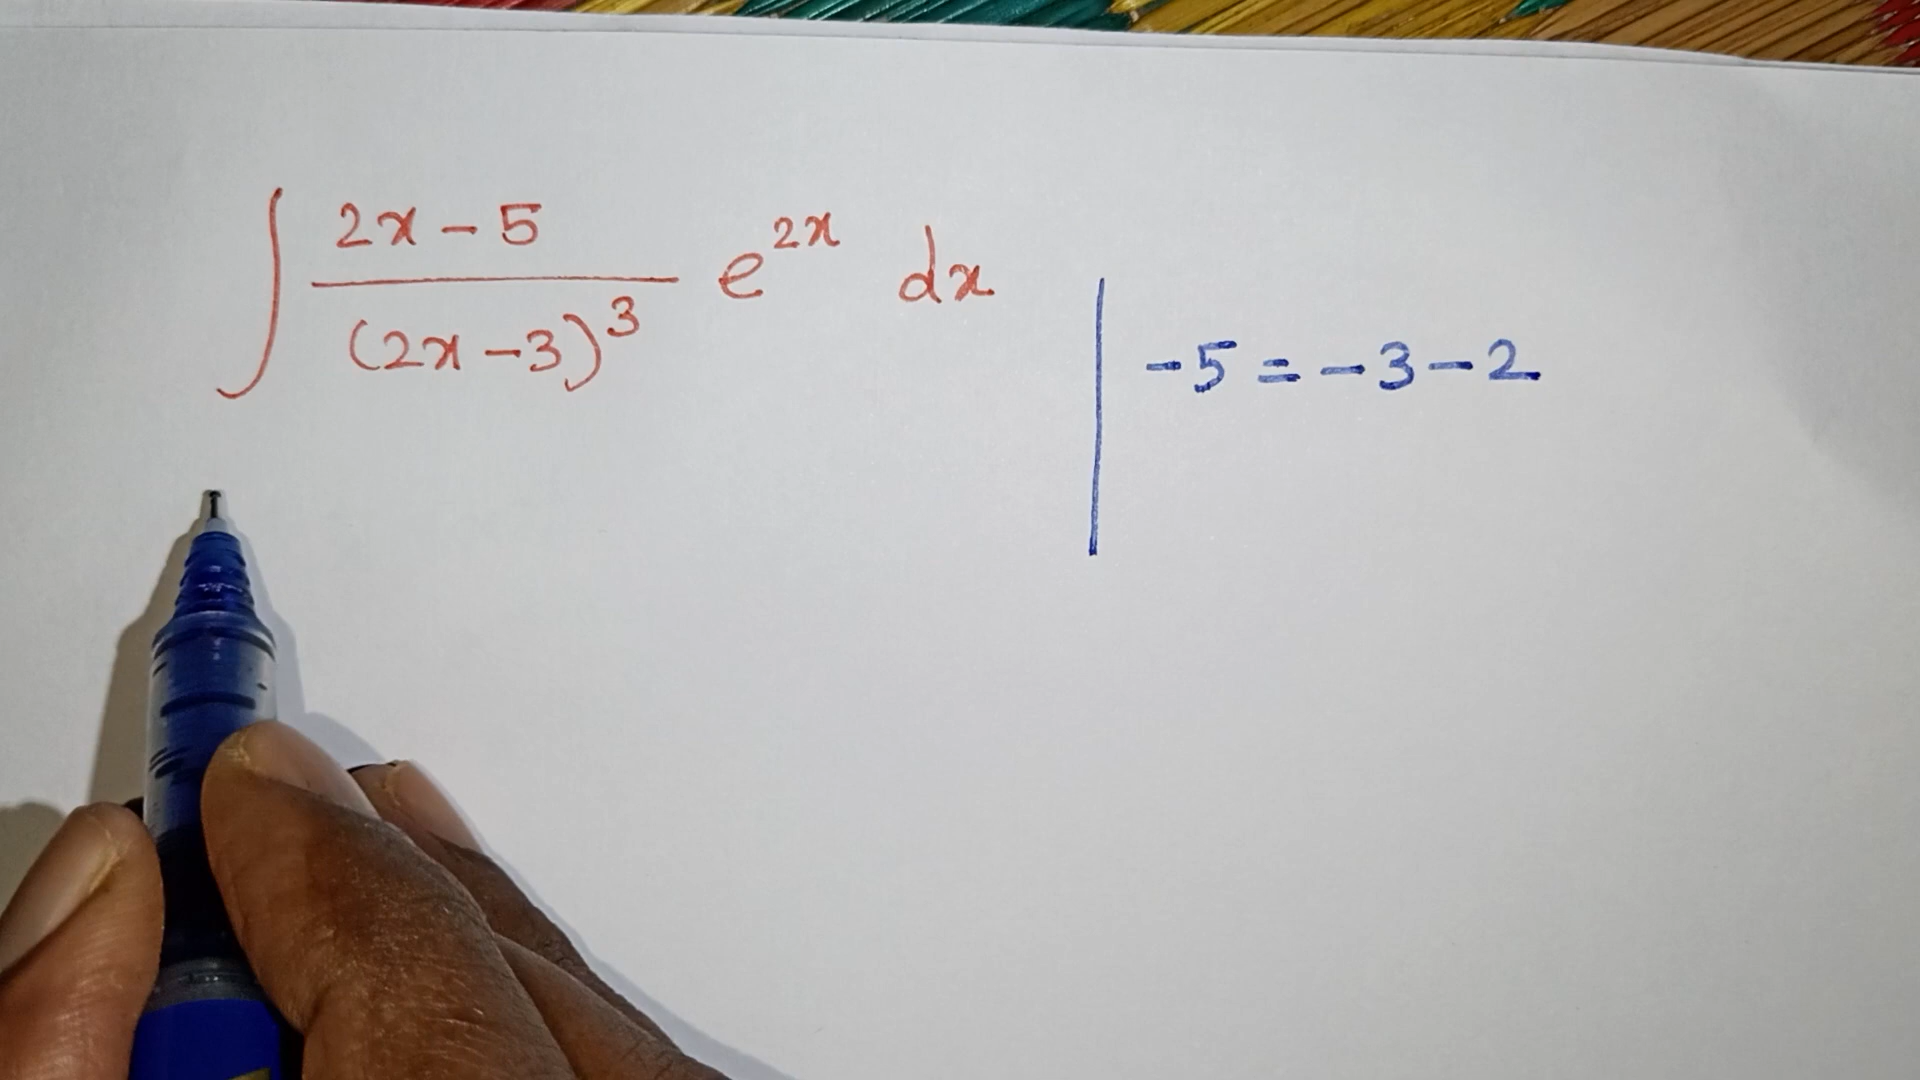 ∫ (2x - 5)/(2x - 3)³ e^(2x) dx
-5 = -3 - 2